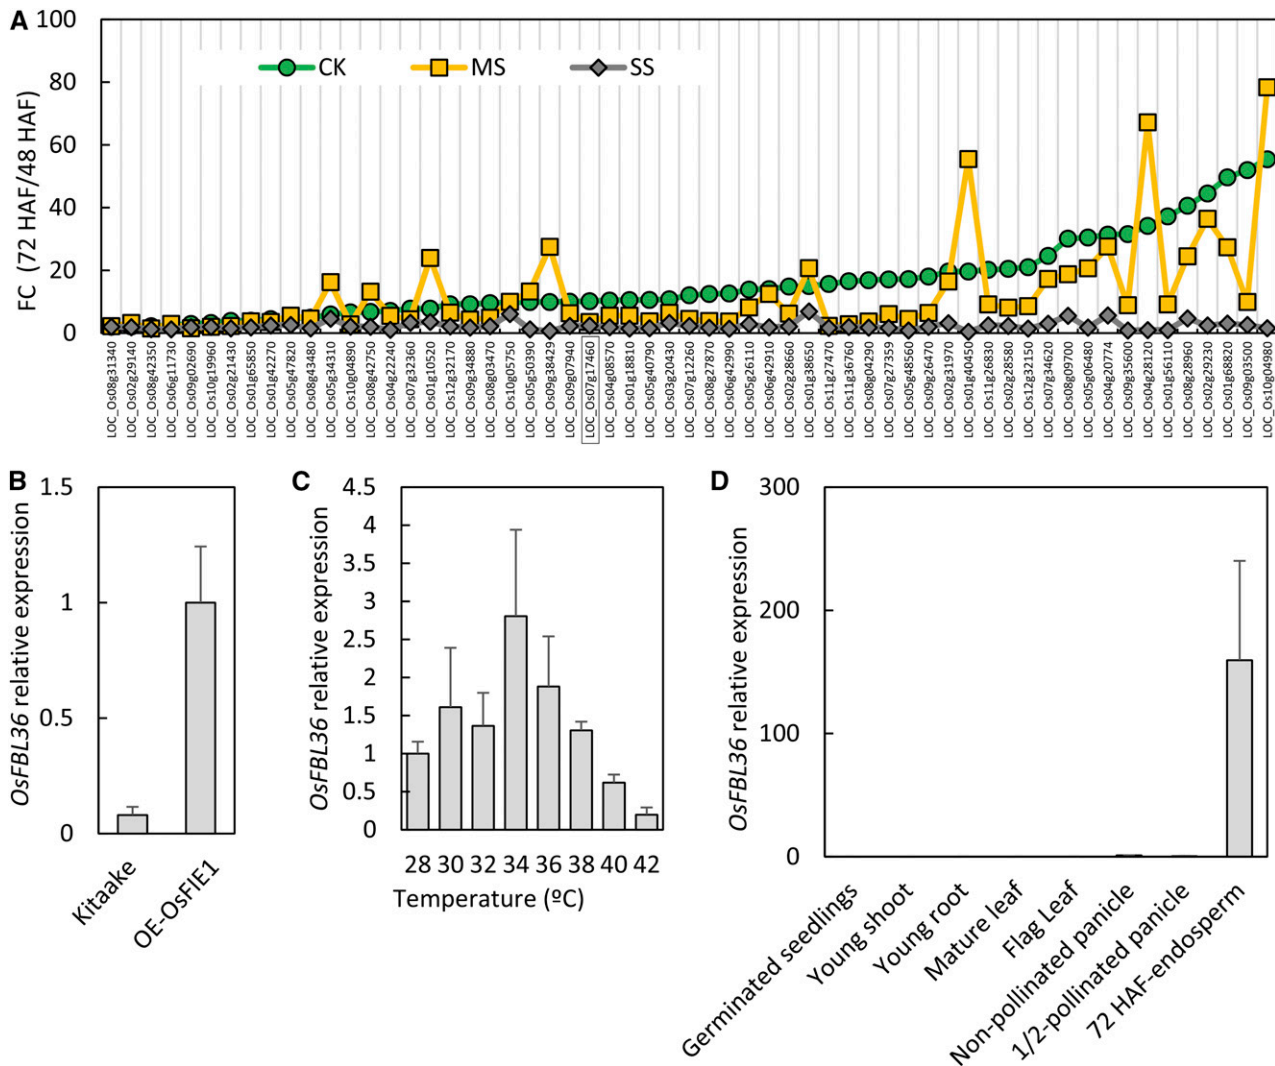 A
100
80
60
40
20
0
FC (72 HAF/48 HAF)
CK
MS
SS
LOC_Os08g31340
LOC_Os02g29140
LOC_Os08g42350
LOC_Os06g11730
LOC_Os09g02690
LOC_Os10g19960
LOC_Os02g21430
LOC_Os01g65850
LOC_Os01g42270
LOC_Os05g47820
LOC_Os08g43480
LOC_Os05g34310
LOC_Os10g04890
LOC_Os08g42750
LOC_Os04g22240
LOC_Os07g32360
LOC_Os01g10520
LOC_Os12g32170
LOC_Os09g34880
LOC_Os08g03470
LOC_Os10g05750
LOC_Os05g50390
LOC_Os09g38429
LOC_Os09g07940
LOC_Os07g17460
LOC_Os04g08570
LOC_Os01g18810
LOC_Os05g40790
LOC_Os03g20430
LOC_Os07g12260
LOC_Os08g27870
LOC_Os06g42990
LOC_Os05g26110
LOC_Os06g42910
LOC_Os02g28660
LOC_Os01g38650
LOC_Os11g27470
LOC_Os11g36760
LOC_Os08g04290
LOC_Os07g27359
LOC_Os05g48560
LOC_Os09g26470
LOC_Os02g31970
LOC_Os01g40450
LOC_Os11g26830
LOC_Os02g28580
LOC_Os12g32150
LOC_Os07g34620
LOC_Os08g09700
LOC_Os05g06480
LOC_Os04g20774
LOC_Os09g35600
LOC_Os04g28120
LOC_Os01g56110
LOC_Os08g28960
LOC_Os02g29230
LOC_Os01g68820
LOC_Os09g03500
LOC_Os10g04980
B
1.5
1
0.5
0
OsFBL36 relative expression
Kitaake
OE-OsFIE1
C
4.5
4
3.5
3
2.5
2
1.5
1
0.5
0
OsFBL36 relative expression
28 30 32 34 36 38 40 42
Temperature (ºC)
D
300
200
100
0
OsFBL36 relative expression
Germinated seedlings
Young shoot
Young root
Mature leaf
Flag Leaf
Non-pollinated panicle
1/2-pollinated panicle
72 HAF-endosperm